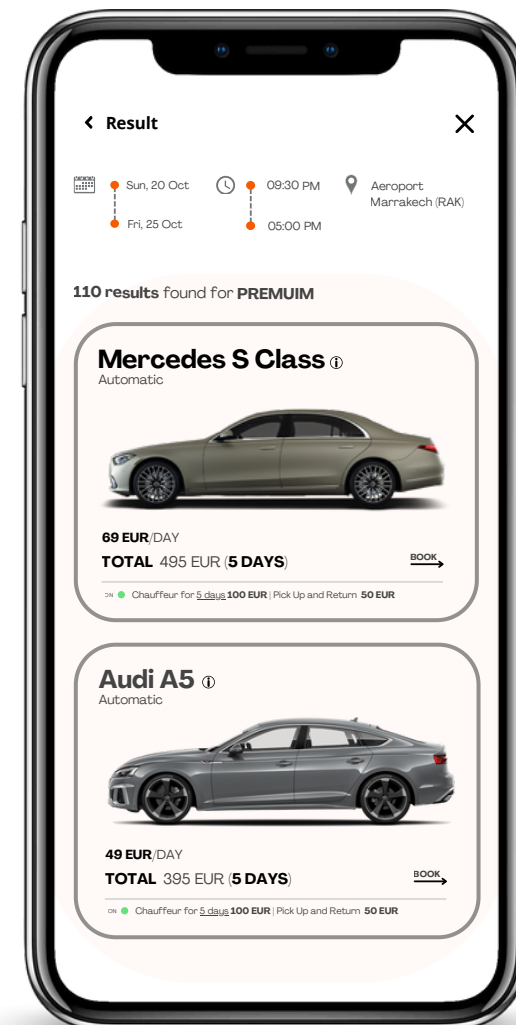 Result
Sun, 20 Oct
09:30 PM
Aeroport
Marrakech (RAK)
Fri, 25 Oct
05:00 PM
110 results found for PREMUIM
Mercedes S Class
Automatic
69 EUR/DAY
TOTAL 495 EUR (5 DAYS)
BOOK
ON Chauffeur for 5 days 100 EUR | Pick Up and Return 50 EUR
Audi A5
Automatic
49 EUR/DAY
TOTAL 395 EUR (5 DAYS)
BOOK
ON Chauffeur for 5 days 100 EUR | Pick Up and Return 50 EUR